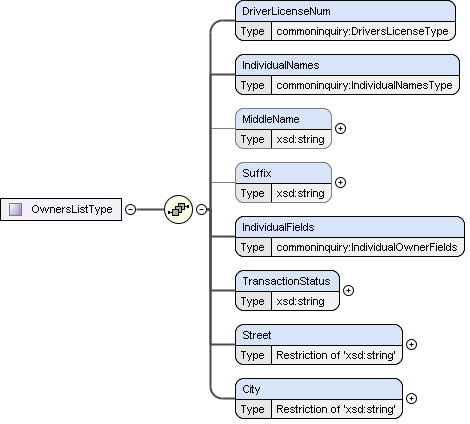 DriverLicenseNum
Type commoninquiry:DriversLicenseType
IndividualNames
Type commoninquiry:IndividualNamesType
MiddleName
Type xsd:string
Suffix
Type xsd:string
OwnersListType
IndividualFields
Type commoninquiry:IndividualOwnerFields
TransactionStatus
Type xsd:string
Street
Type Restriction of 'xsd:string'
City
Type Restriction of 'xsd:string'